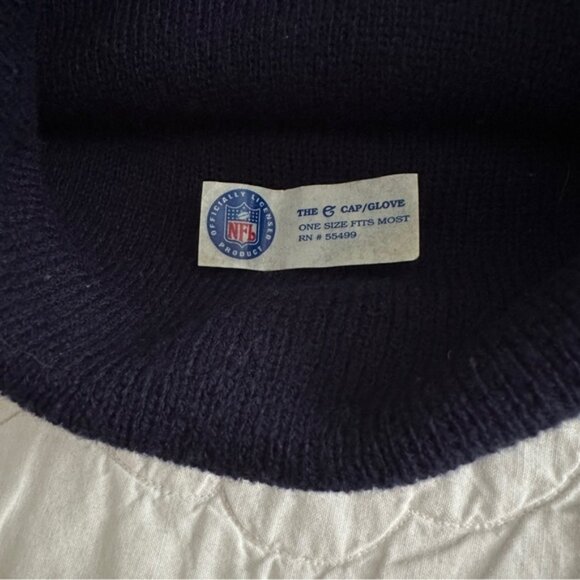 OFFICIALLY LICENSED
NFL
PRODUCT
THE G CAP/GLOVE
ONE SIZE FITS MOST
RN # 55499